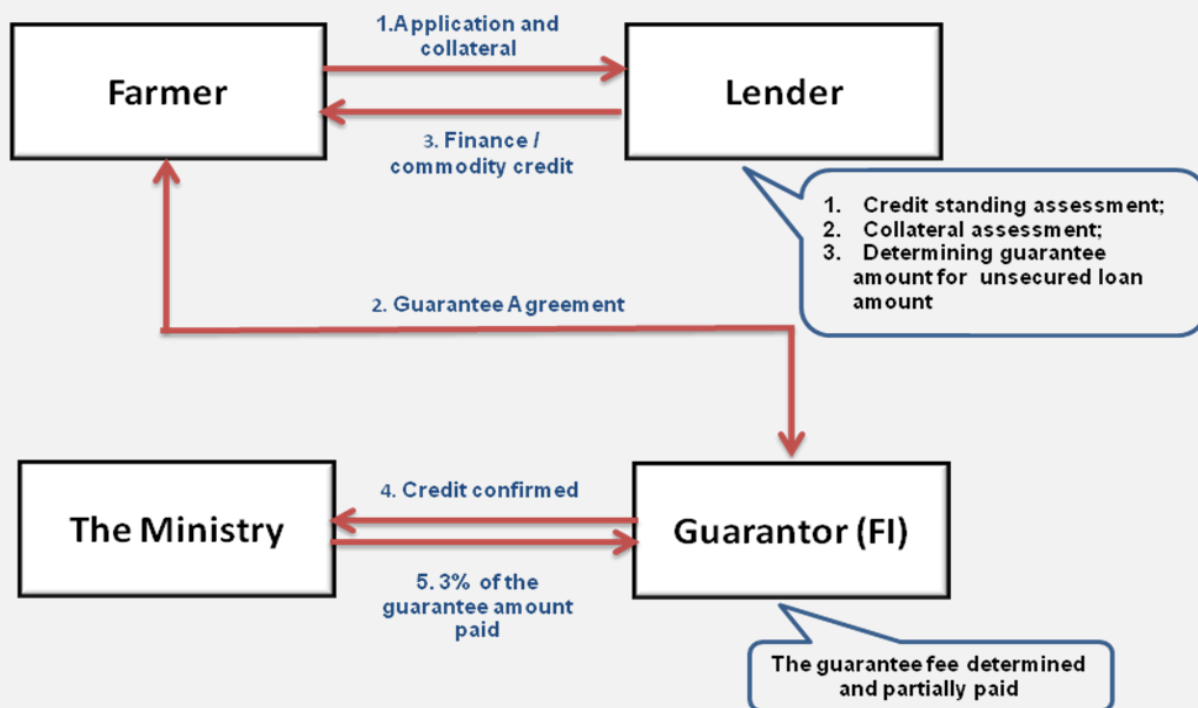 1.Application and
collateral
Farmer
Lender
3. Finance /
commodity credit
1. Credit standing assessment;
2. Collateral assessment;
3. Determining guarantee
amount for unsecured loan
amount
2. Guarantee Agreement
The Ministry
4. Credit confirmed
Guarantor (FI)
5. 3% of the
guarantee amount
paid
The guarantee fee determined
and partially paid